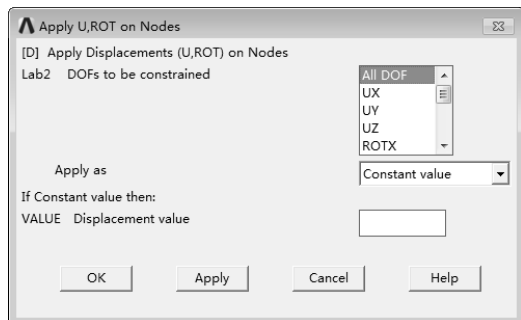 Apply U,ROT on Nodes
[D] Apply Displacements (U,ROT) on Nodes
Lab2 DOFs to be constrained
All DOF
UX
UY
UZ
ROTX
Apply as
Constant value
If Constant value then:
VALUE Displacement value
OK Apply Cancel Help